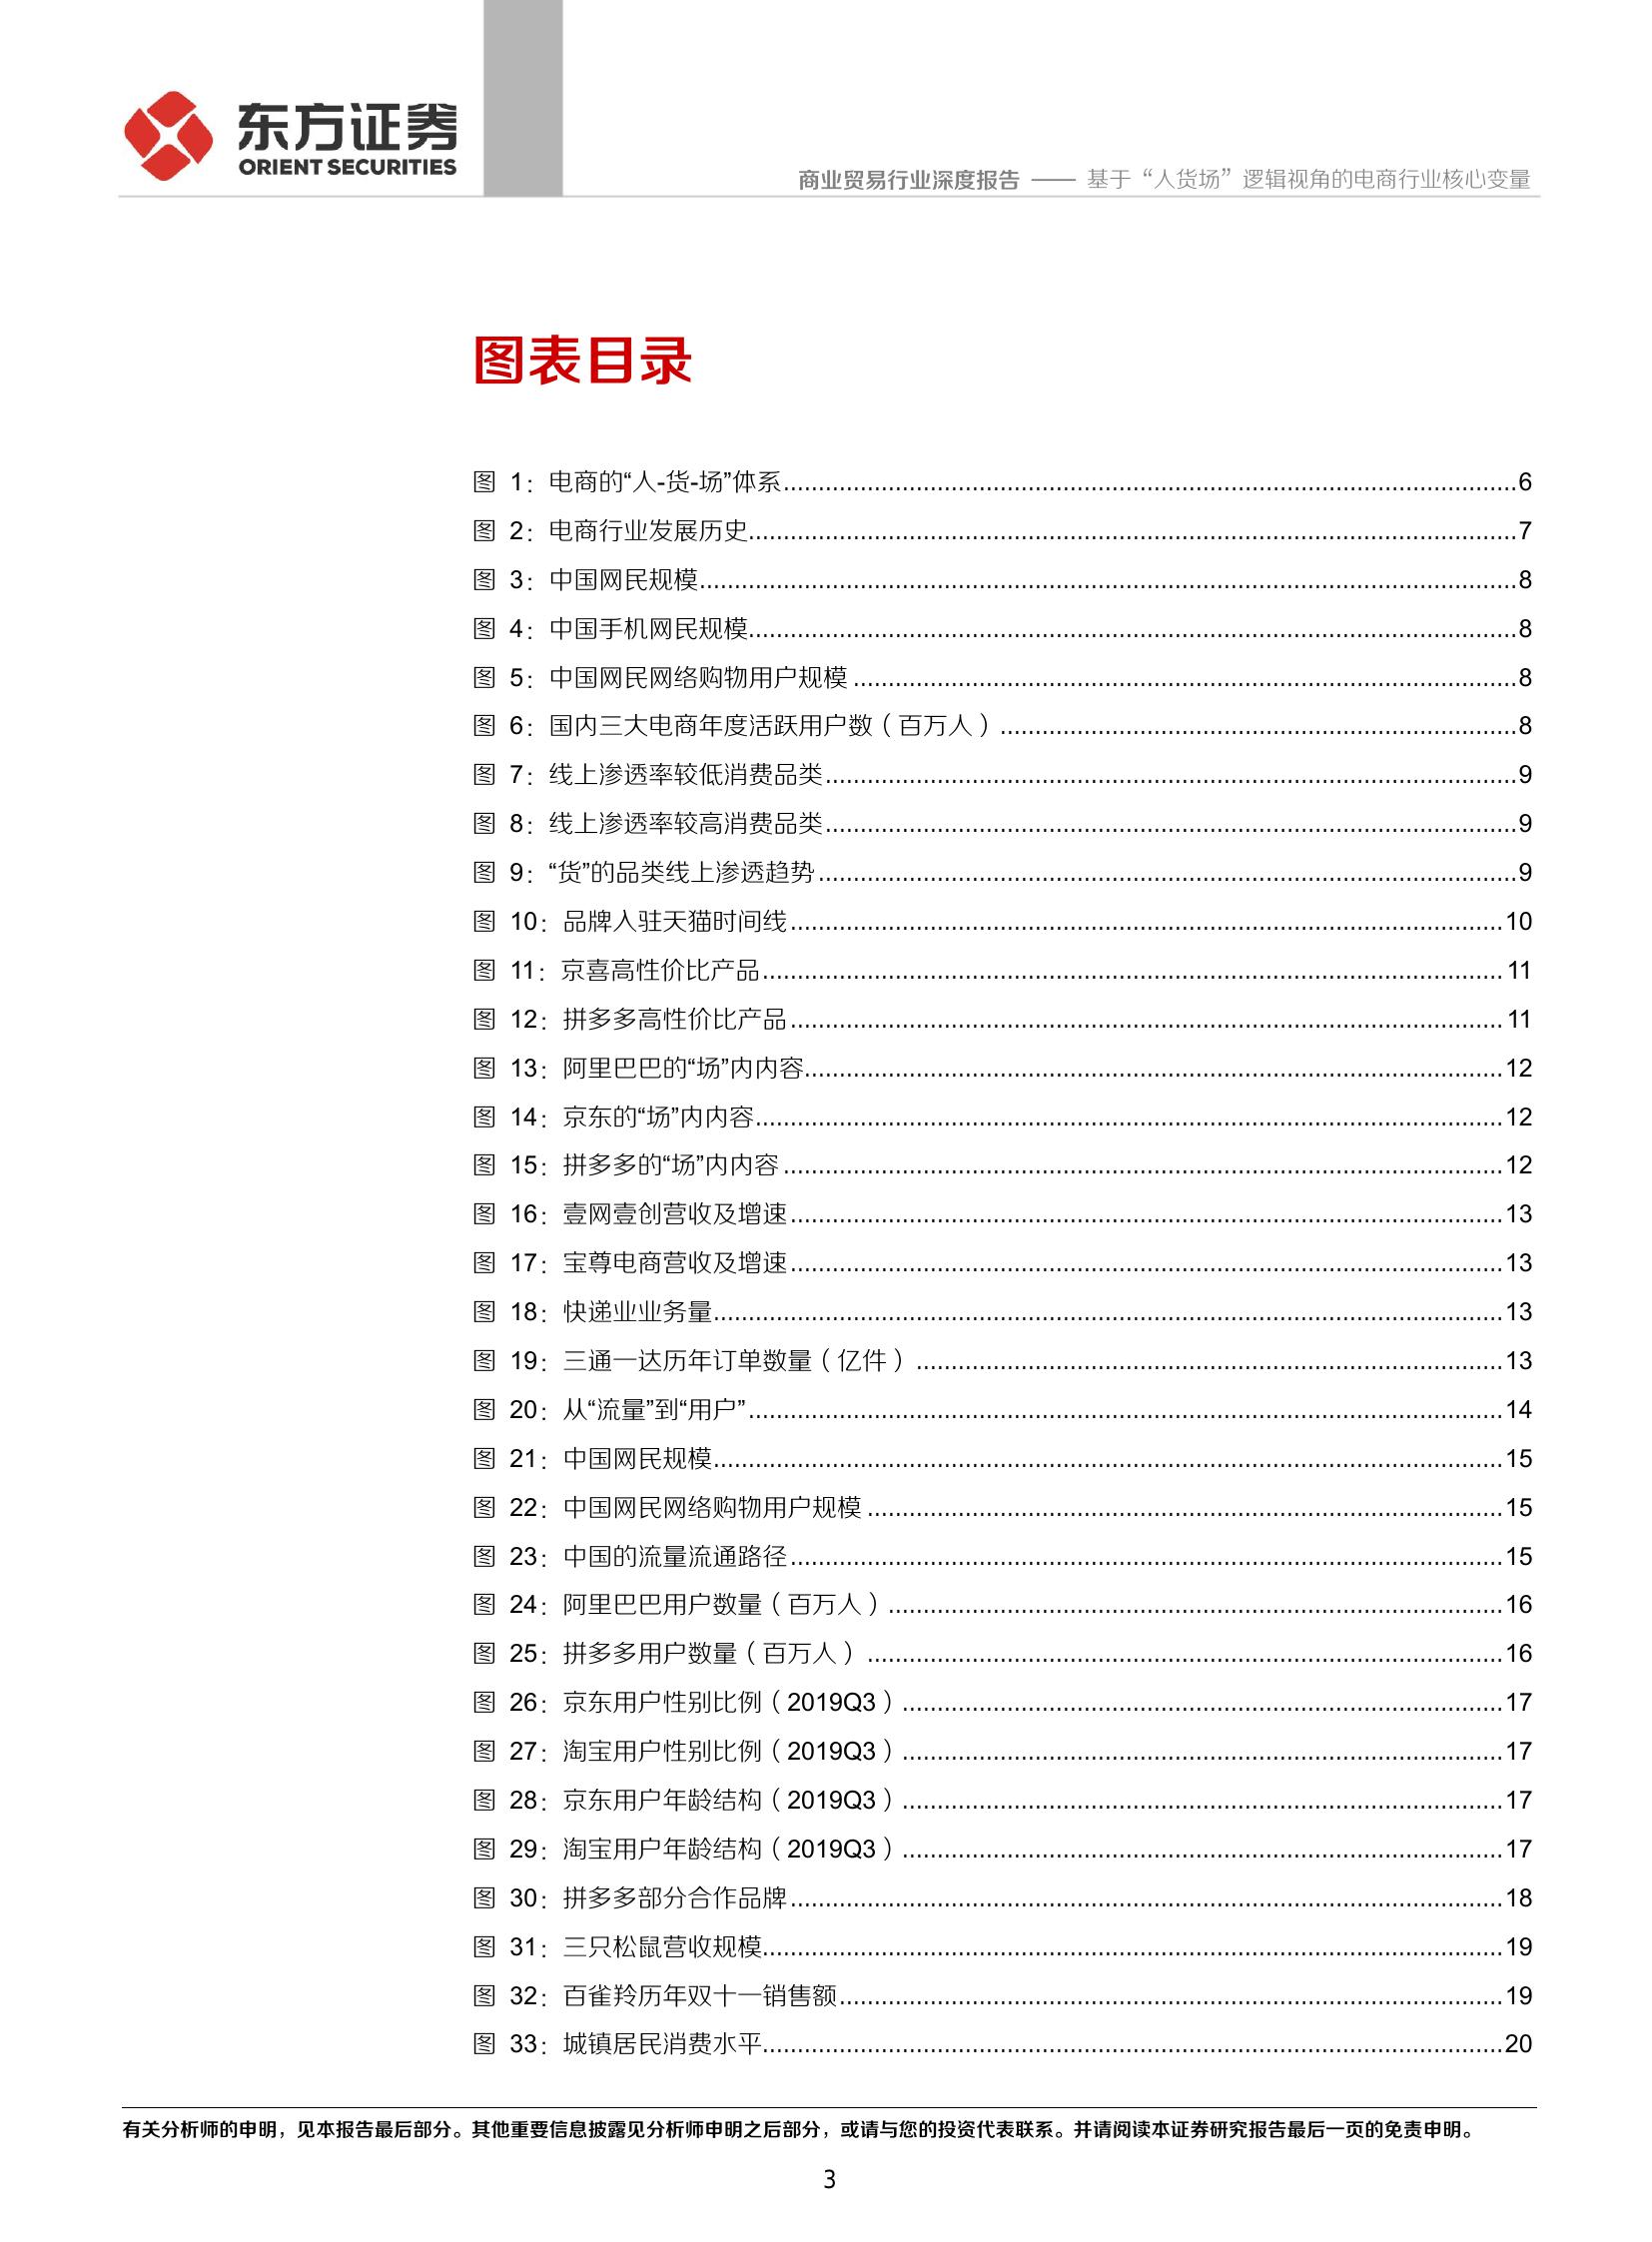 东方证券
ORIENT SECURITIES
商业贸易行业深度报告 —— 基于“人货场”逻辑视角的电商行业核心变量
图表目录
图 1：电商的“人-货-场”体系........................6
图 2：电商行业发展历史........................7
图 3：中国网民规模........................8
图 4：中国手机网民规模........................8
图 5：中国网民网络购物用户规模........................8
图 6：国内三大电商年度活跃用户数（百万人）........................8
图 7：线上渗透率较低消费品类........................9
图 8：线上渗透率较高消费品类........................9
图 9：“货”的品类线上渗透趋势........................9
图 10：品牌入驻天猫时间线........................10
图 11：京喜高性价比产品........................11
图 12：拼多多高性价比产品........................11
图 13：阿里巴巴的“场”内内容........................12
图 14：京东的“场”内内容........................12
图 15：拼多多的“场”内内容........................12
图 16：壹网壹创营收及增速........................13
图 17：宝尊电商营收及增速........................13
图 18：快递业业务量........................13
图 19：三通一达历年订单数量（亿件）........................13
图 20：从“流量”到“用户”........................14
图 21：中国网民规模........................15
图 22：中国网民网络购物用户规模........................15
图 23：中国的流量流通路径........................15
图 24：阿里巴巴用户数量（百万人）........................16
图 25：拼多多用户数量（百万人）........................16
图 26：京东用户性别比例（2019Q3）........................17
图 27：淘宝用户性别比例（2019Q3）........................17
图 28：京东用户年龄结构（2019Q3）........................17
图 29：淘宝用户年龄结构（2019Q3）........................17
图 30：拼多多部分合作品牌........................18
图 31：三只松鼠营收规模........................19
图 32：百雀羚历年双十一销售额........................19
图 33：城镇居民消费水平........................20
有关分析师的申明，见本报告最后部分。其他重要信息披露见分析师申明之后部分，或请与您的投资代表联系。并请阅读本证券研究报告最后一页的免责申明。
3